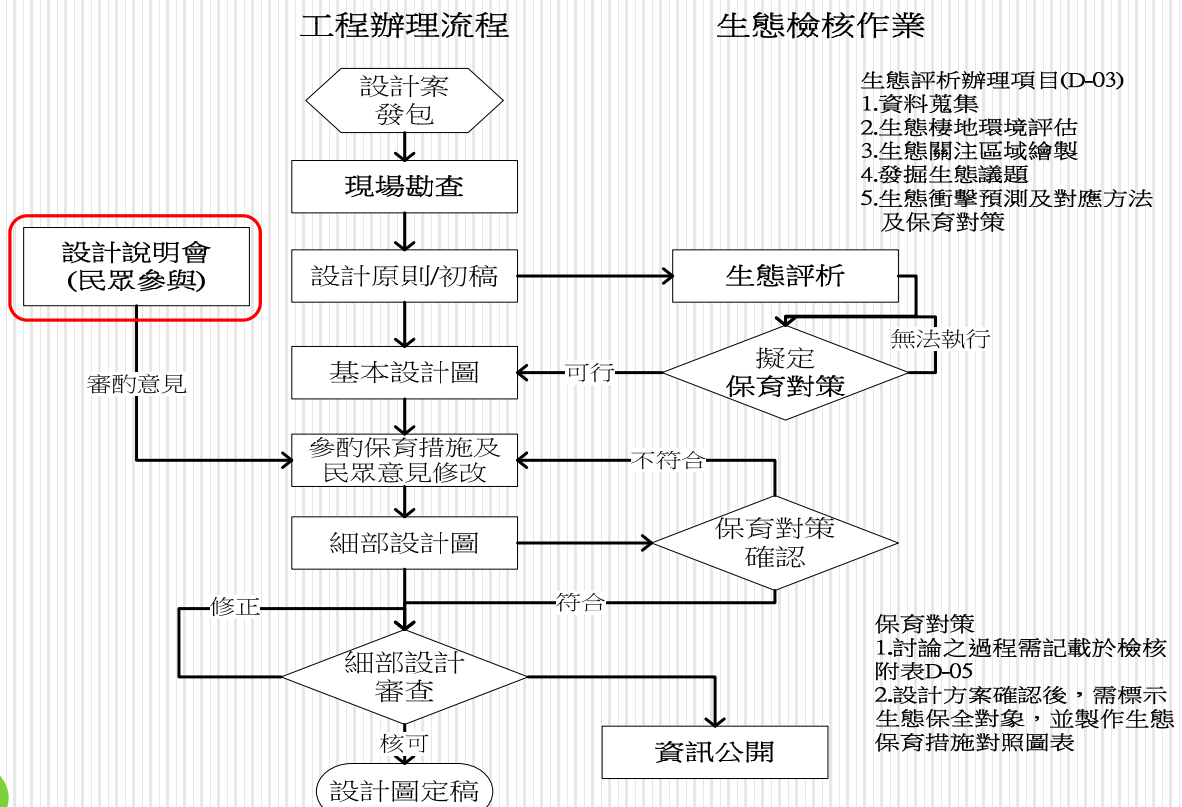 工程辦理流程
生態檢核作業
設計案
發包
生態評析辦理項目(D-03)
1.資料蒐集
2.生態棲地環境評估
3.生態關注區域繪製
4.發掘生態議題
5.生態衝擊預測及對應方法
及保育對策
現場勘查
設計說明會
(民眾參與)
設計原則/初稿
生態評析
無法執行
擬定
保育對策
可行
基本設計圖
審酌意見
參酌保育措施及
民眾意見修改
不符合
細部設計圖
保育對策
確認
修正
符合
細部設計
審查
保育對策
1.討論之過程需記載於檢核
附表D-05
2.設計方案確認後，需標示
生態保全對象，並製作生態
保育措施對照圖表
核可
資訊公開
設計圖定稿